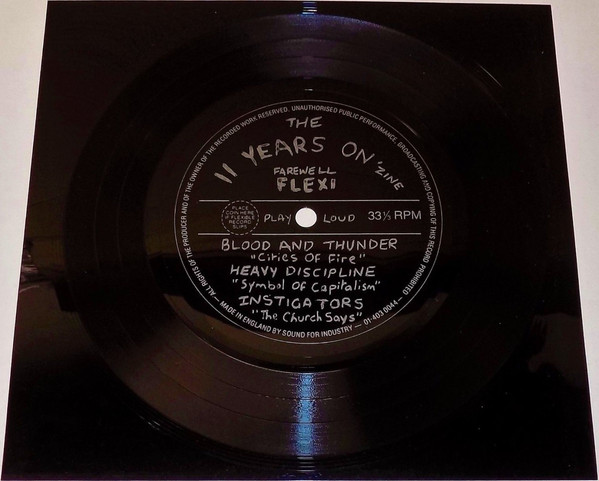 ALL RIGHTS OF THE PRODUCER AND OF THE OWNER OF THE RECORDED WORK RESERVED. UNAUTHORISED PUBLIC PERFORMANCE, BROADCASTING AND COPYING OF THIS RECORD PROHIBITED
THE
11 YEARS ON 'ZINE
FAREWELL
FLEXI
PLACE COIN HERE IF FLEXIBLE RECORD SLIPS
PLAY LOUD 33⅓ RPM
BLOOD AND THUNDER
"Cities Of Fire"
HEAVY DISCIPLINE
"Symbol of Capitalism"
INSTIGATORS
"The Church Says"
— MADE IN ENGLAND BY SOUND FOR INDUSTRY — 01-403 0044 —